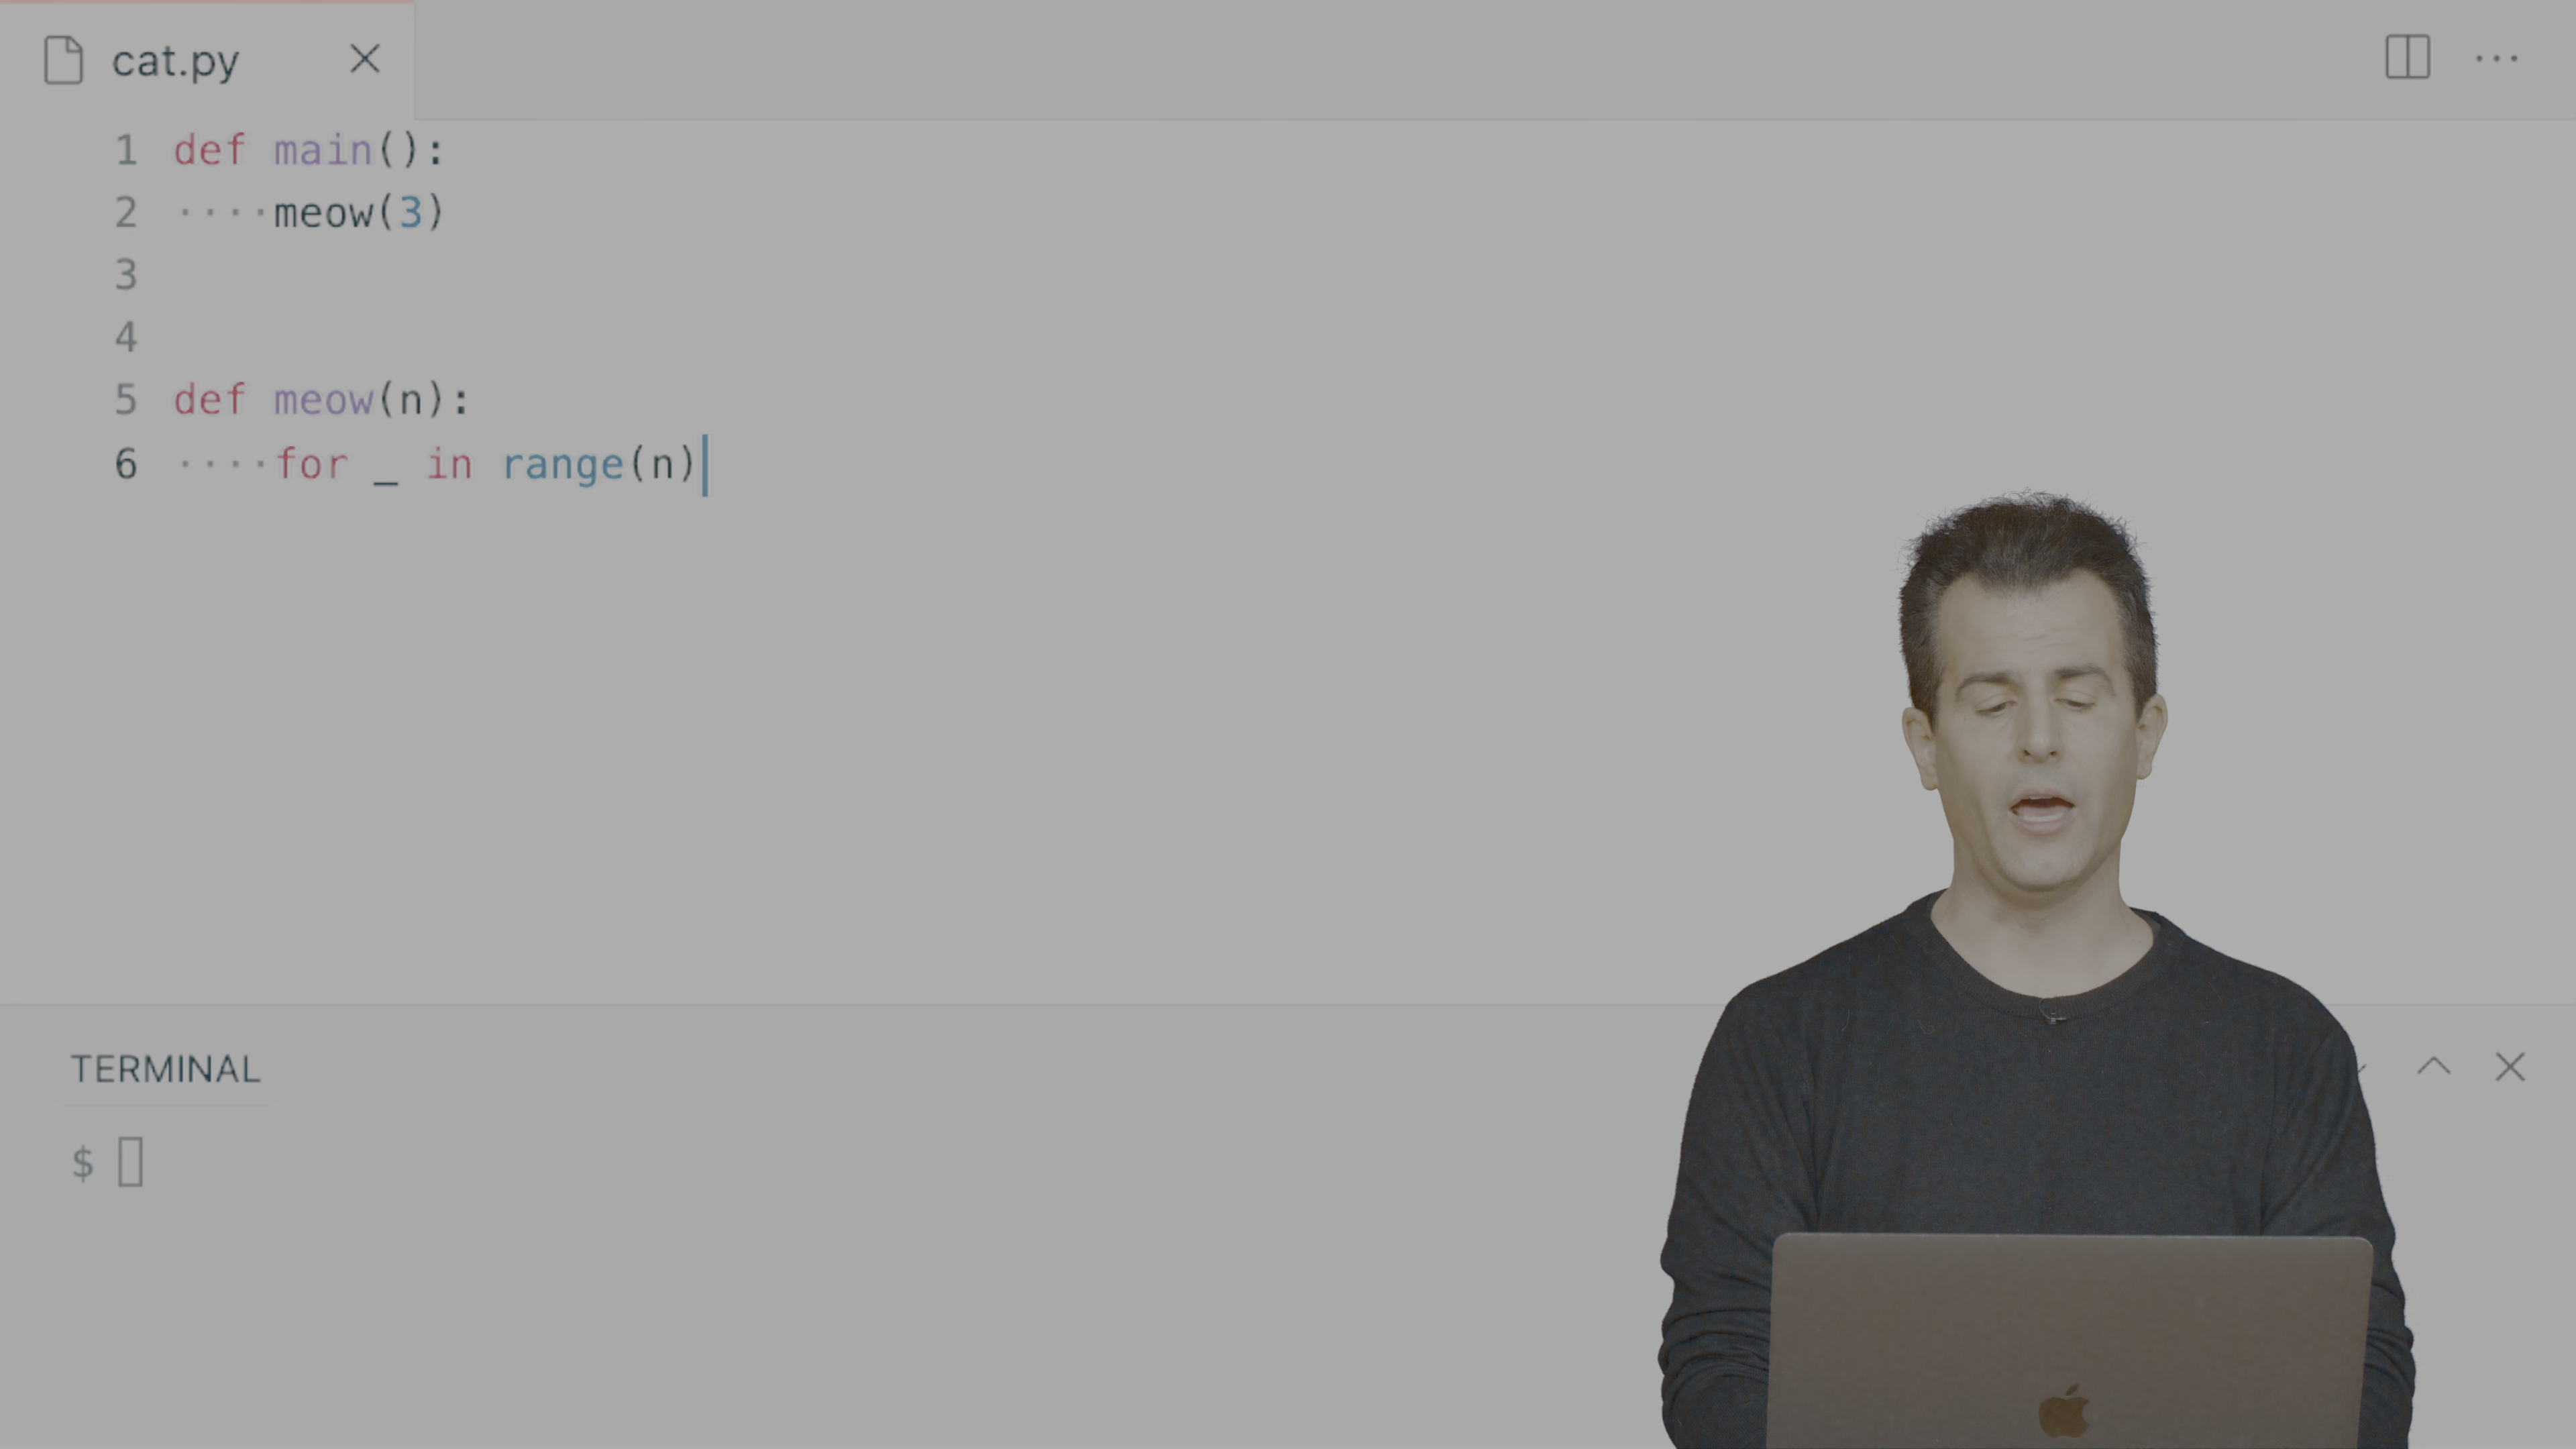 cat.py
1 def main():
2 ····meow(3)
3
4
5 def meow(n):
6 ····for _ in range(n)
TERMINAL
$